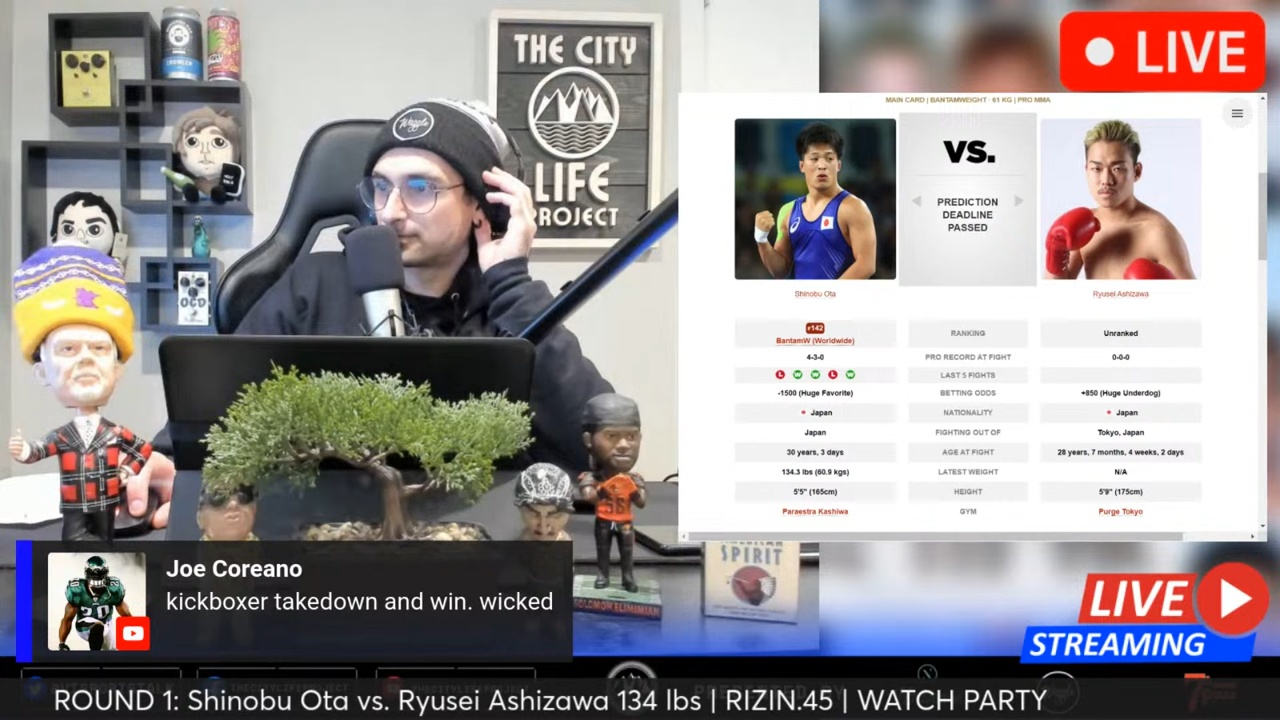 THE CITY
LIFE
PROJECT
Waggle
CROWLER
OCD
LIVE
MAIN CARD | BANTAMWEIGHT · 61 KG | PRO MMA
VS.
PREDICTION
DEADLINE
PASSED
Shinobu Ota
Ryusei Ashizawa
#142
BantamW (Worldwide)
RANKING
Unranked
4-3-0
PRO RECORD AT FIGHT
0-0-0
L W W L W
LAST 5 FIGHTS
-1500 (Huge Favorite)
BETTING ODDS
+850 (Huge Underdog)
Japan
NATIONALITY
Japan
Japan
FIGHTING OUT OF
Tokyo, Japan
30 years, 3 days
AGE AT FIGHT
28 years, 7 months, 4 weeks, 2 days
134.3 lbs (60.9 kgs)
LATEST WEIGHT
N/A
5'5" (165cm)
HEIGHT
5'9" (175cm)
Paraestra Kashiwa
GYM
Purge Tokyo
SPIRIT
SOLOMON ELIMIMIAN
Joe Coreano
kickboxer takedown and win. wicked
LIVE
STREAMING
ROUND 1: Shinobu Ota vs. Ryusei Ashizawa 134 lbs | RIZIN.45 | WATCH PARTY